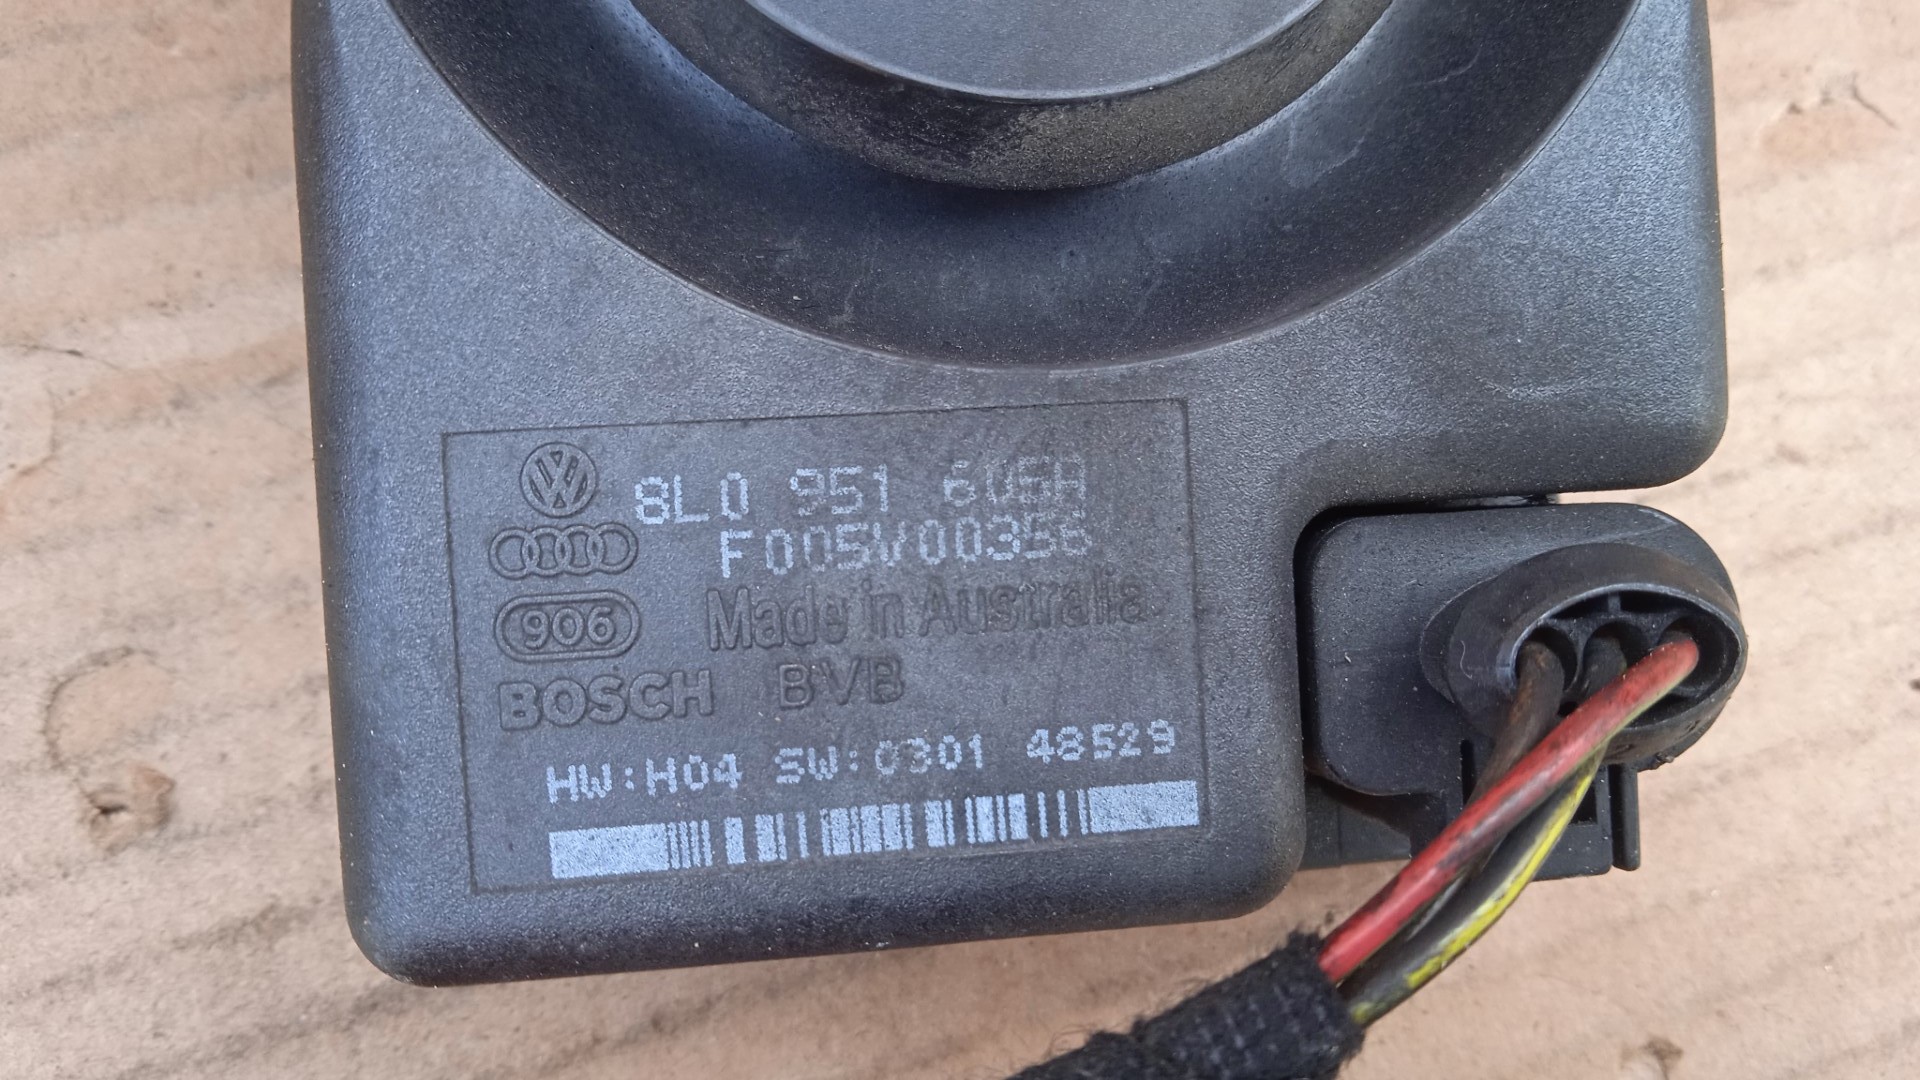 8L0 951 605A
F005V00356
906 Made in Australia
BOSCH BVB
HW:H04 SW:0301 48529